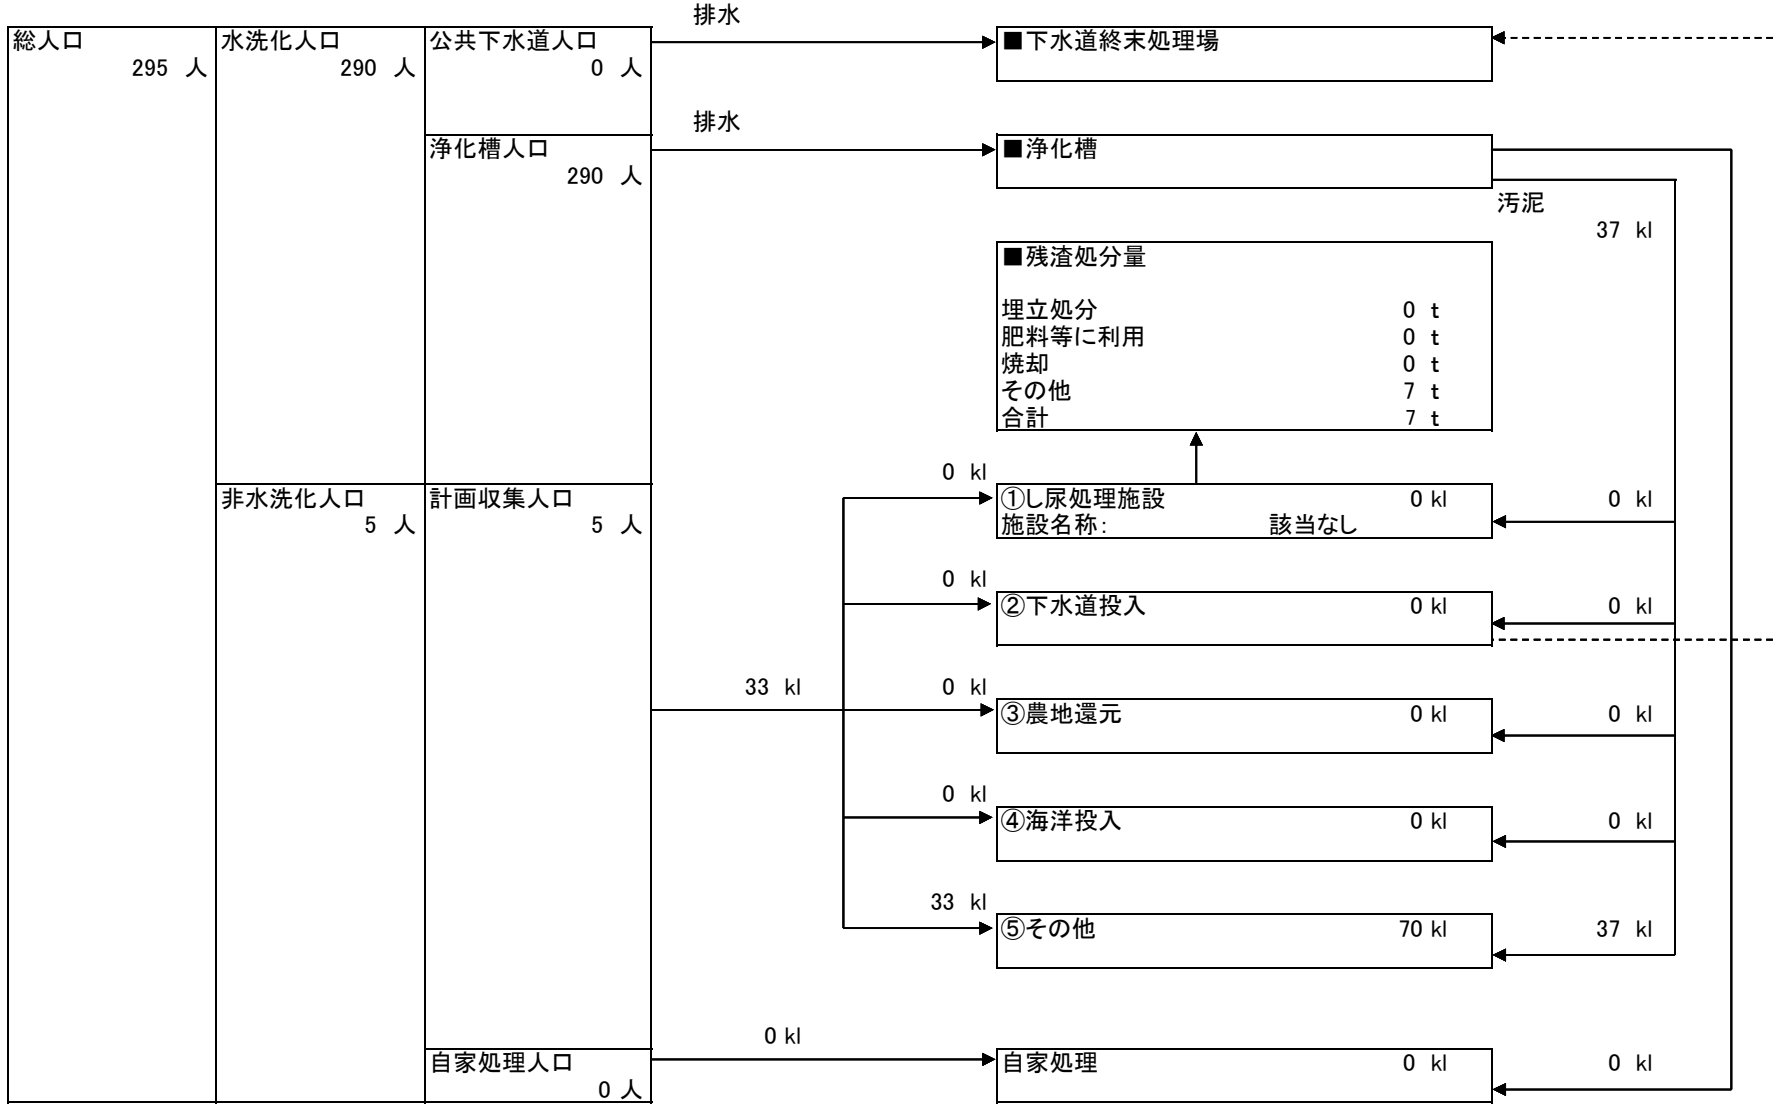 排水
総人口 水洗化人口 公共下水道人口 ■下水道終末処理場
295 人 290 人 0 人
排水
浄化槽人口 ■浄化槽
290 人
汚泥
37 kl
■残渣処分量
埋立処分 0 t
肥料等に利用 0 t
焼却 0 t
その他 7 t
合計 7 t
0 kl
非水洗化人口 計画収集人口 ①し尿処理施設 0 kl 0 kl
5 人 5 人 施設名称: 該当なし
0 kl
②下水道投入 0 kl 0 kl
33 kl 0 kl
③農地還元 0 kl 0 kl
0 kl
④海洋投入 0 kl 0 kl
33 kl
⑤その他 70 kl 37 kl
0 kl
自家処理人口 自家処理 0 kl 0 kl
0 人